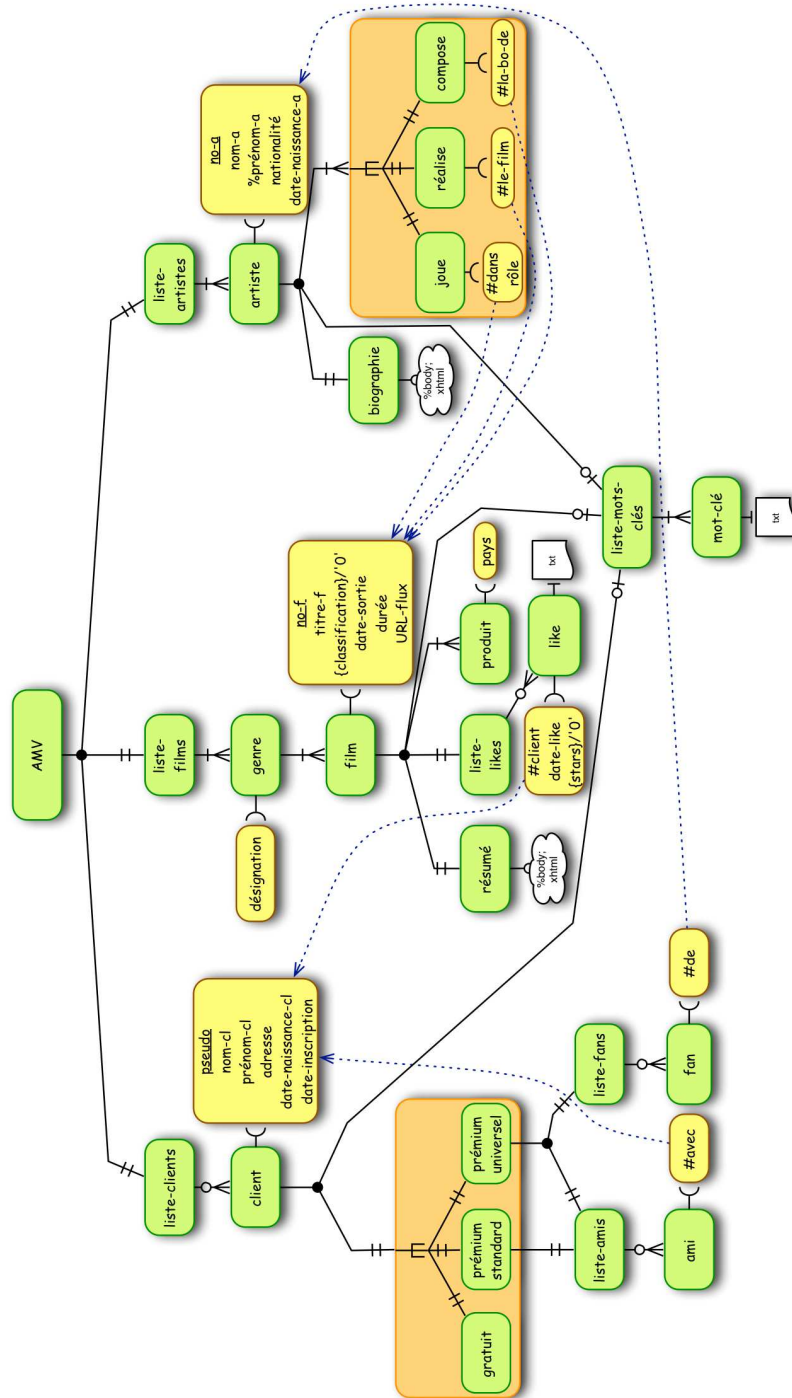 AMV
liste-clients
liste-
films
liste-
artistes
client
pseudo
nom-cl
prénom-cl
adresse
date-naissance-cl
date-inscription
désignation
genre
artiste
no-a
nom-a
%prénom-a
nationalité
date-naissance-a
film
no-f
titre-f
{classification}/'0'
date-sortie
durée
URL-flux
biographie
%body;
xhtml
joue
réalise
compose
#dans
rôle
#le-film
#la-bo-de
gratuit
prémium
standard
prémium
universel
résumé
%body;
xhtml
liste-
likes
produit
pays
#client
date-like
{stars}/'0'
like
txt
liste-amis
liste-fans
liste-mots-
clés
ami
#avec
fan
#de
mot-clé
txt